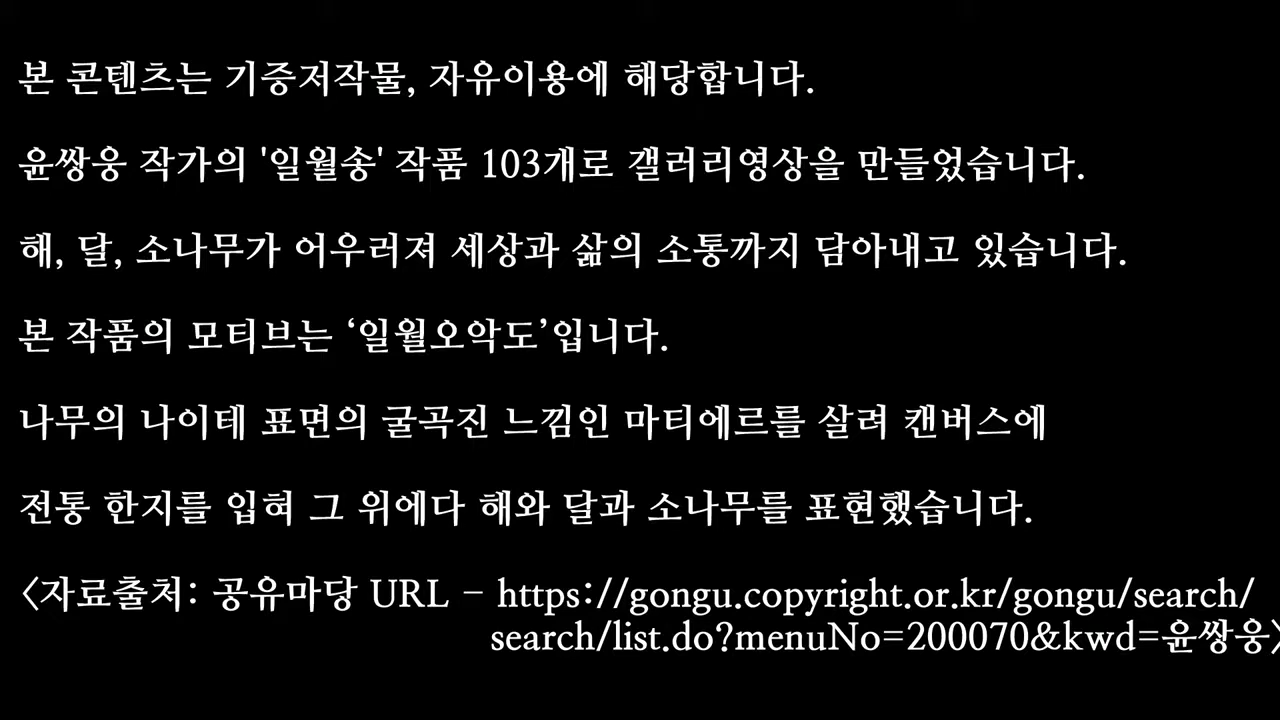 본 콘텐츠는 기증저작물, 자유이용에 해당합니다.
윤쌍웅 작가의 '일월송' 작품 103개로 갤러리영상을 만들었습니다.
해, 달, 소나무가 어우러져 세상과 삶의 소통까지 담아내고 있습니다.
본 작품의 모티브는 ‘일월오악도’입니다.
나무의 나이테 표면의 굴곡진 느낌인 마티에르를 살려 캔버스에
전통 한지를 입혀 그 위에다 해와 달과 소나무를 표현했습니다.
<자료출처: 공유마당 URL - https://gongu.copyright.or.kr/gongu/search/
search/list.do?menuNo=200070&kwd=윤쌍웅>